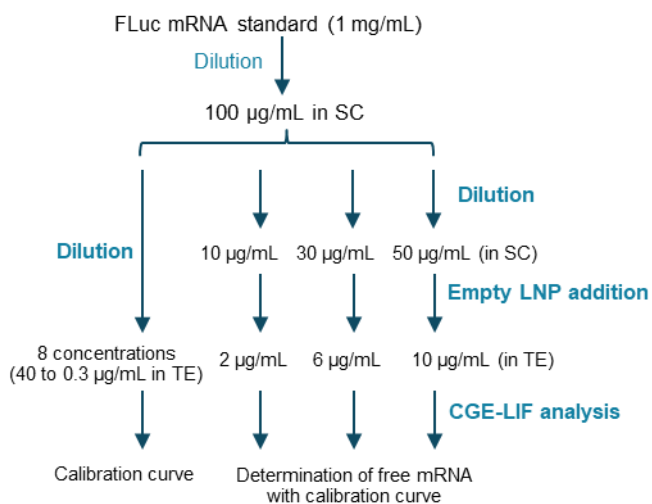 FLuc mRNA standard (1 mg/mL)
Dilution
100 µg/mL in SC
Dilution
Dilution
10 µg/mL 30 µg/mL 50 µg/mL (in SC)
Empty LNP addition
8 concentrations
(40 to 0.3 µg/mL in TE)
2 µg/mL 6 µg/mL 10 µg/mL (in TE)
CGE-LIF analysis
Calibration curve
Determination of free mRNA
with calibration curve